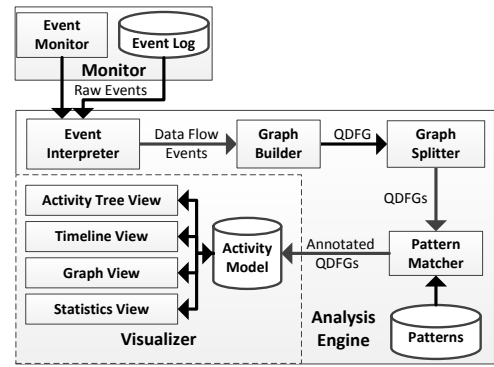 Event
Monitor
Event Log
Monitor
Raw Events
Event
Interpreter
Data Flow
Events
Graph
Builder
QDFG
Graph
Splitter
QDFGs
Activity Tree View
Timeline View
Graph View
Statistics View
Activity
Model
Annotated
QDFGs
Pattern
Matcher
Visualizer
Analysis
Engine
Patterns